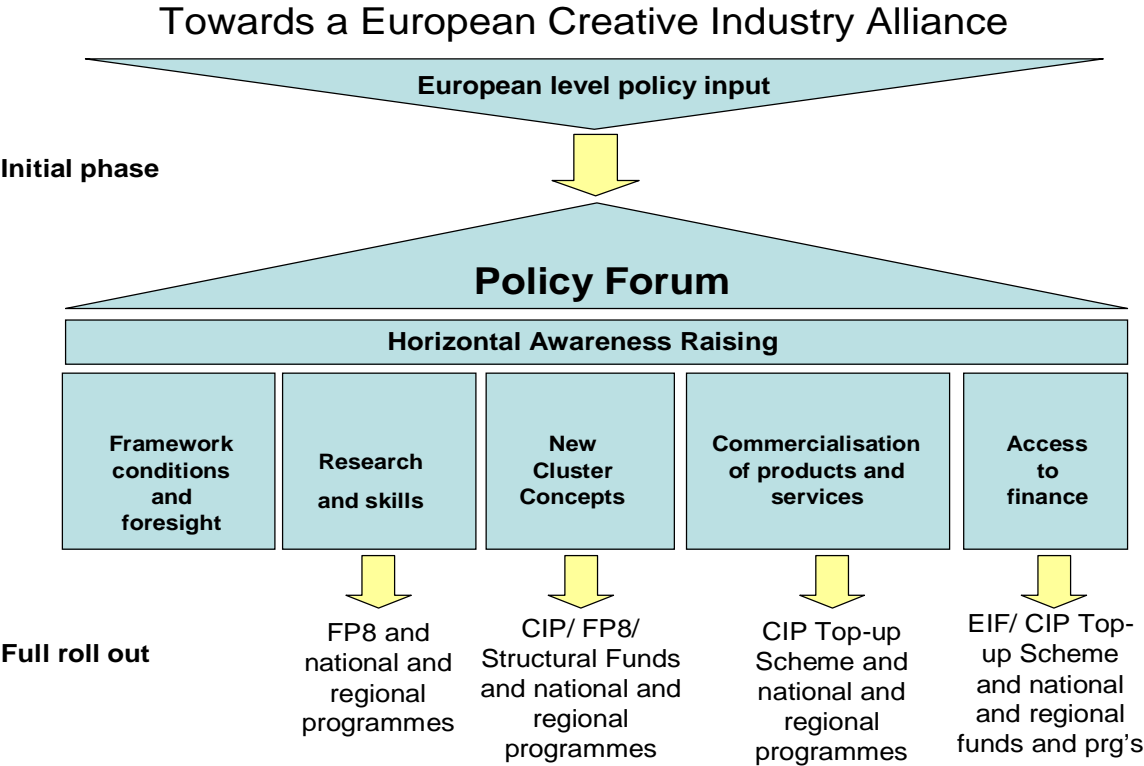 Towards a European Creative Industry Alliance
European level policy input
Initial phase
Policy Forum
Horizontal Awareness Raising
Framework
conditions
and
foresight
Research
and skills
New
Cluster
Concepts
Commercialisation
of products and
services
Access
to
finance
Full roll out
FP8 and
national and
regional
programmes
CIP/ FP8/
Structural Funds
and national and
regional
programmes
CIP Top-up
Scheme and
national and
regional
programmes
EIF/ CIP Top-
up Scheme
and national
and regional
funds and prg's